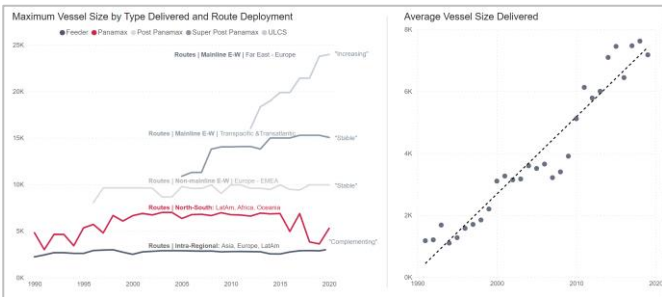 Maximum Vessel Size by Type Delivered and Route Deployment
Feeder Panamax Post Panamax Super Post Panamax ULCS
25K
20K
15K
10K
5K
0K
Routes | Mainline E-W | Far East - Europe
"Increasing"
Routes | Mainline E-W | Transpacific &Transatlantic
"Stable"
Routes | Non-mainline E-W | Europe - EMEA
"Stable"
Routes | North-South: LatAm, Africa, Oceania
"Complementing"
Routes | Intra-Regional: Asia, Europe, LatAm
1990 1995 2000 2005 2010 2015 2020
Average Vessel Size Delivered
8K
6K
4K
2K
0K
1990 2000 2010 2020